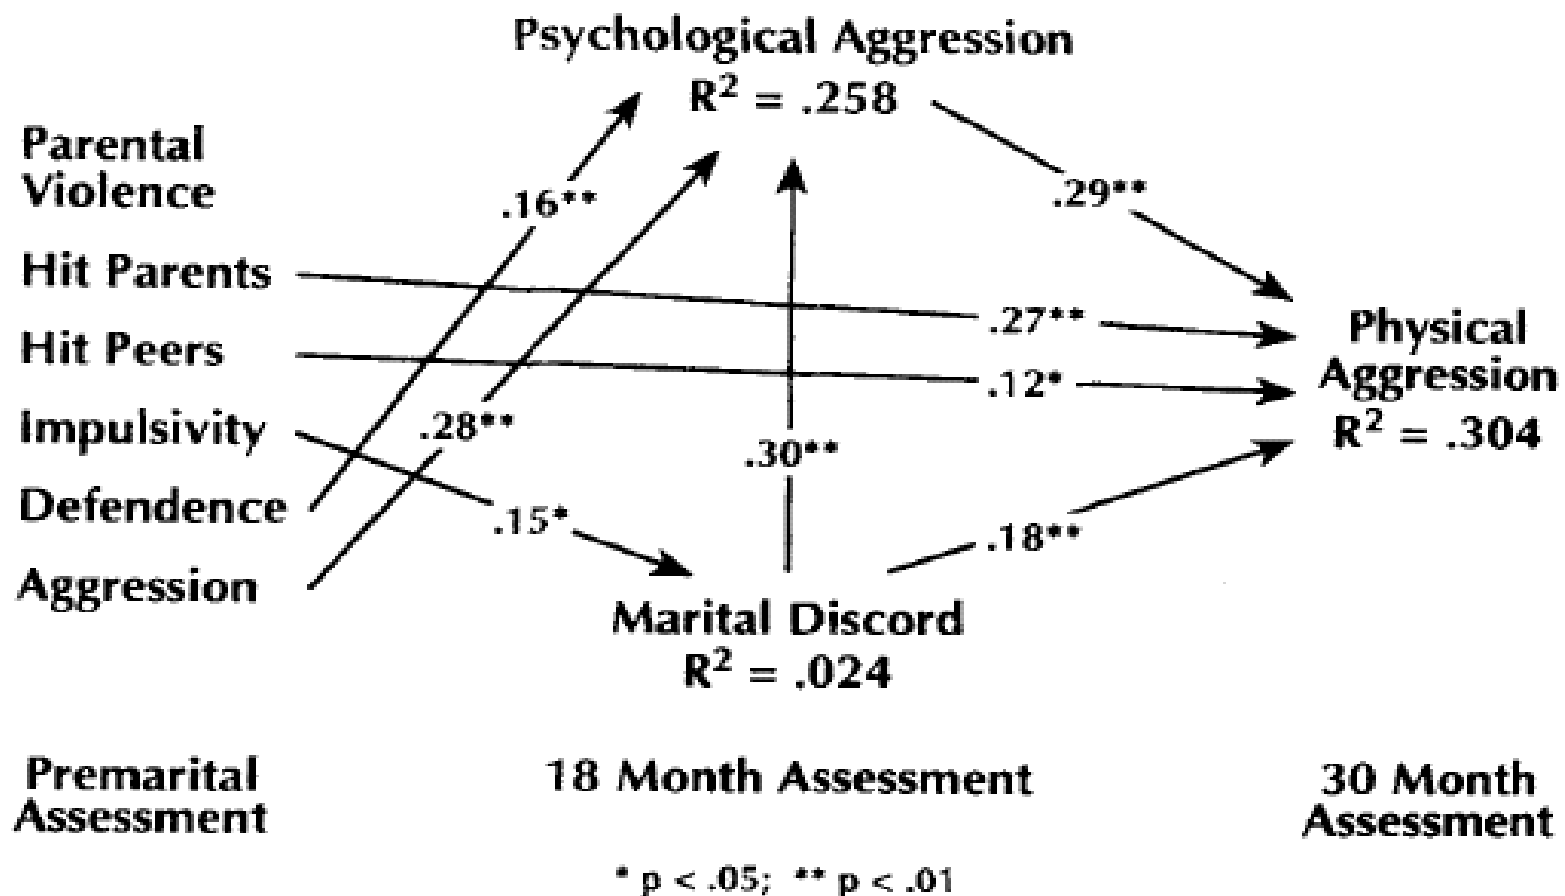 Psychological Aggression
R² = .258
Parental
Violence
.16**
.29**
Hit Parents
.27**
Hit Peers
.12*
Physical
Aggression
R² = .304
Impulsivity
.28**
.30**
Defendence
.15*
.18**
Aggression
Marital Discord
R² = .024
Premarital
Assessment
18 Month Assessment
30 Month
Assessment
* p < .05; ** p < .01